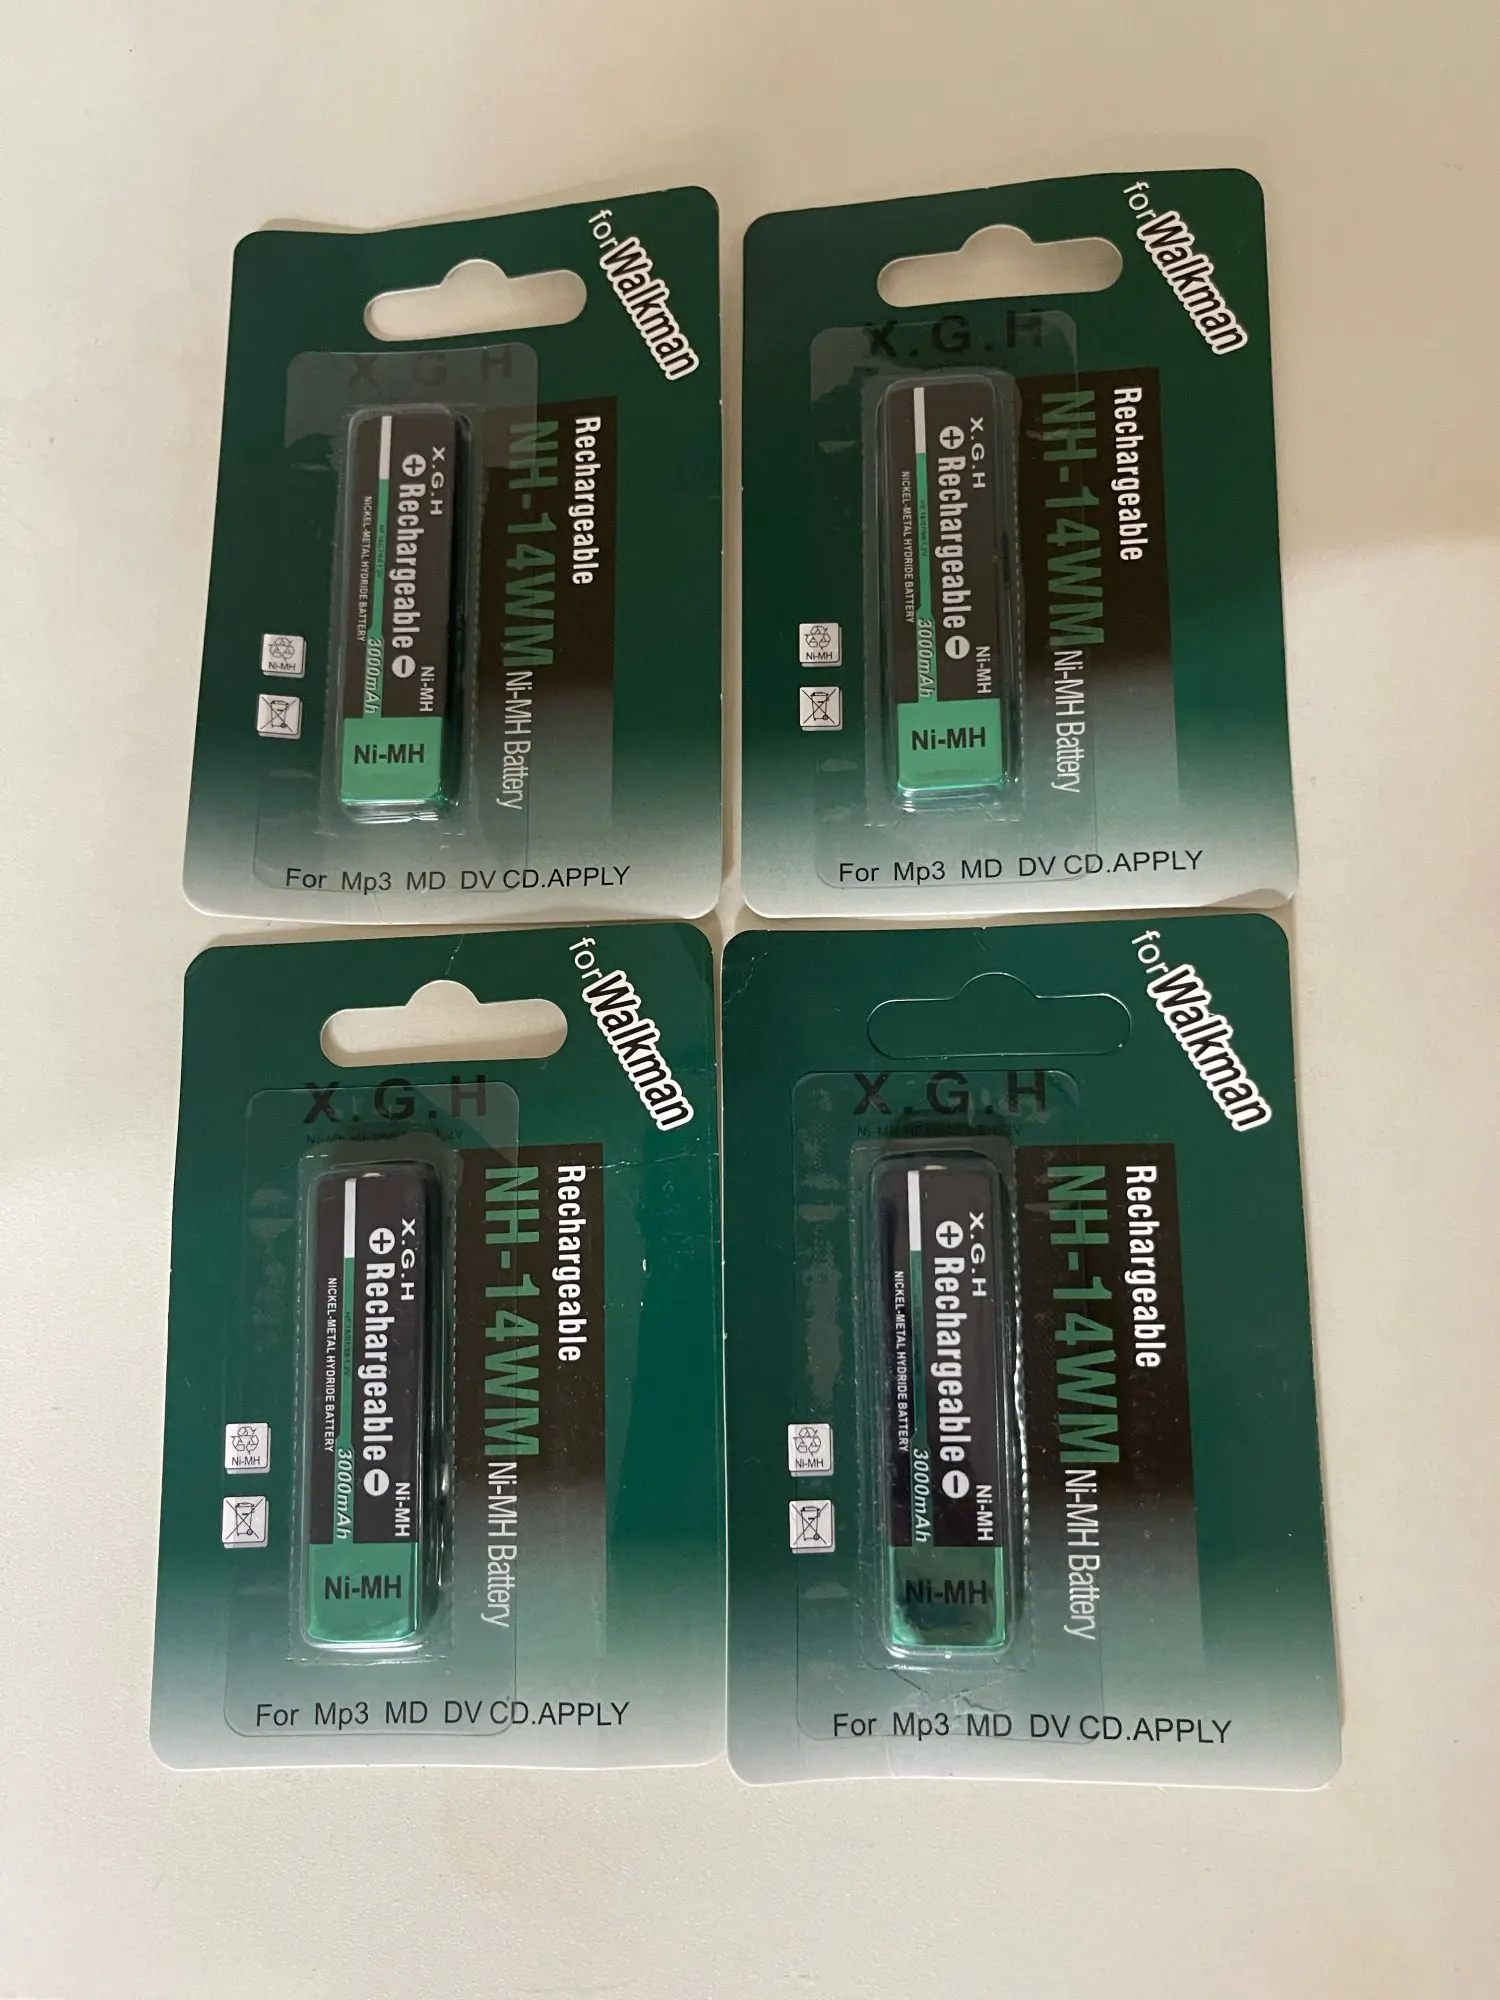 for Walkman
X.G.H
Rechargeable
NH-14WM Ni-MH Battery
X.G.H
Ni-MH
⊕ Rechargeable ⊖
3000mAh
NICKEL-METAL HYDRIDE BATTERY
Ni-MH
Ni-MH
For Mp3 MD DV CD.APPLY
for Walkman
X.G.H
Rechargeable
NH-14WM Ni-MH Battery
X.G.H
Ni-MH
⊕ Rechargeable ⊖
3000mAh
NICKEL-METAL HYDRIDE BATTERY
Ni-MH
Ni-MH
For Mp3 MD DV CD.APPLY
for Walkman
X.G.H
Rechargeable
NH-14WM Ni-MH Battery
X.G.H
Ni-MH
⊕ Rechargeable ⊖
3000mAh
NICKEL-METAL HYDRIDE BATTERY
Ni-MH
Ni-MH
For Mp3 MD DV CD.APPLY
for Walkman
X.G.H
Rechargeable
NH-14WM Ni-MH Battery
X.G.H
Ni-MH
⊕ Rechargeable ⊖
3000mAh
NICKEL-METAL HYDRIDE BATTERY
Ni-MH
Ni-MH
For Mp3 MD DV CD.APPLY